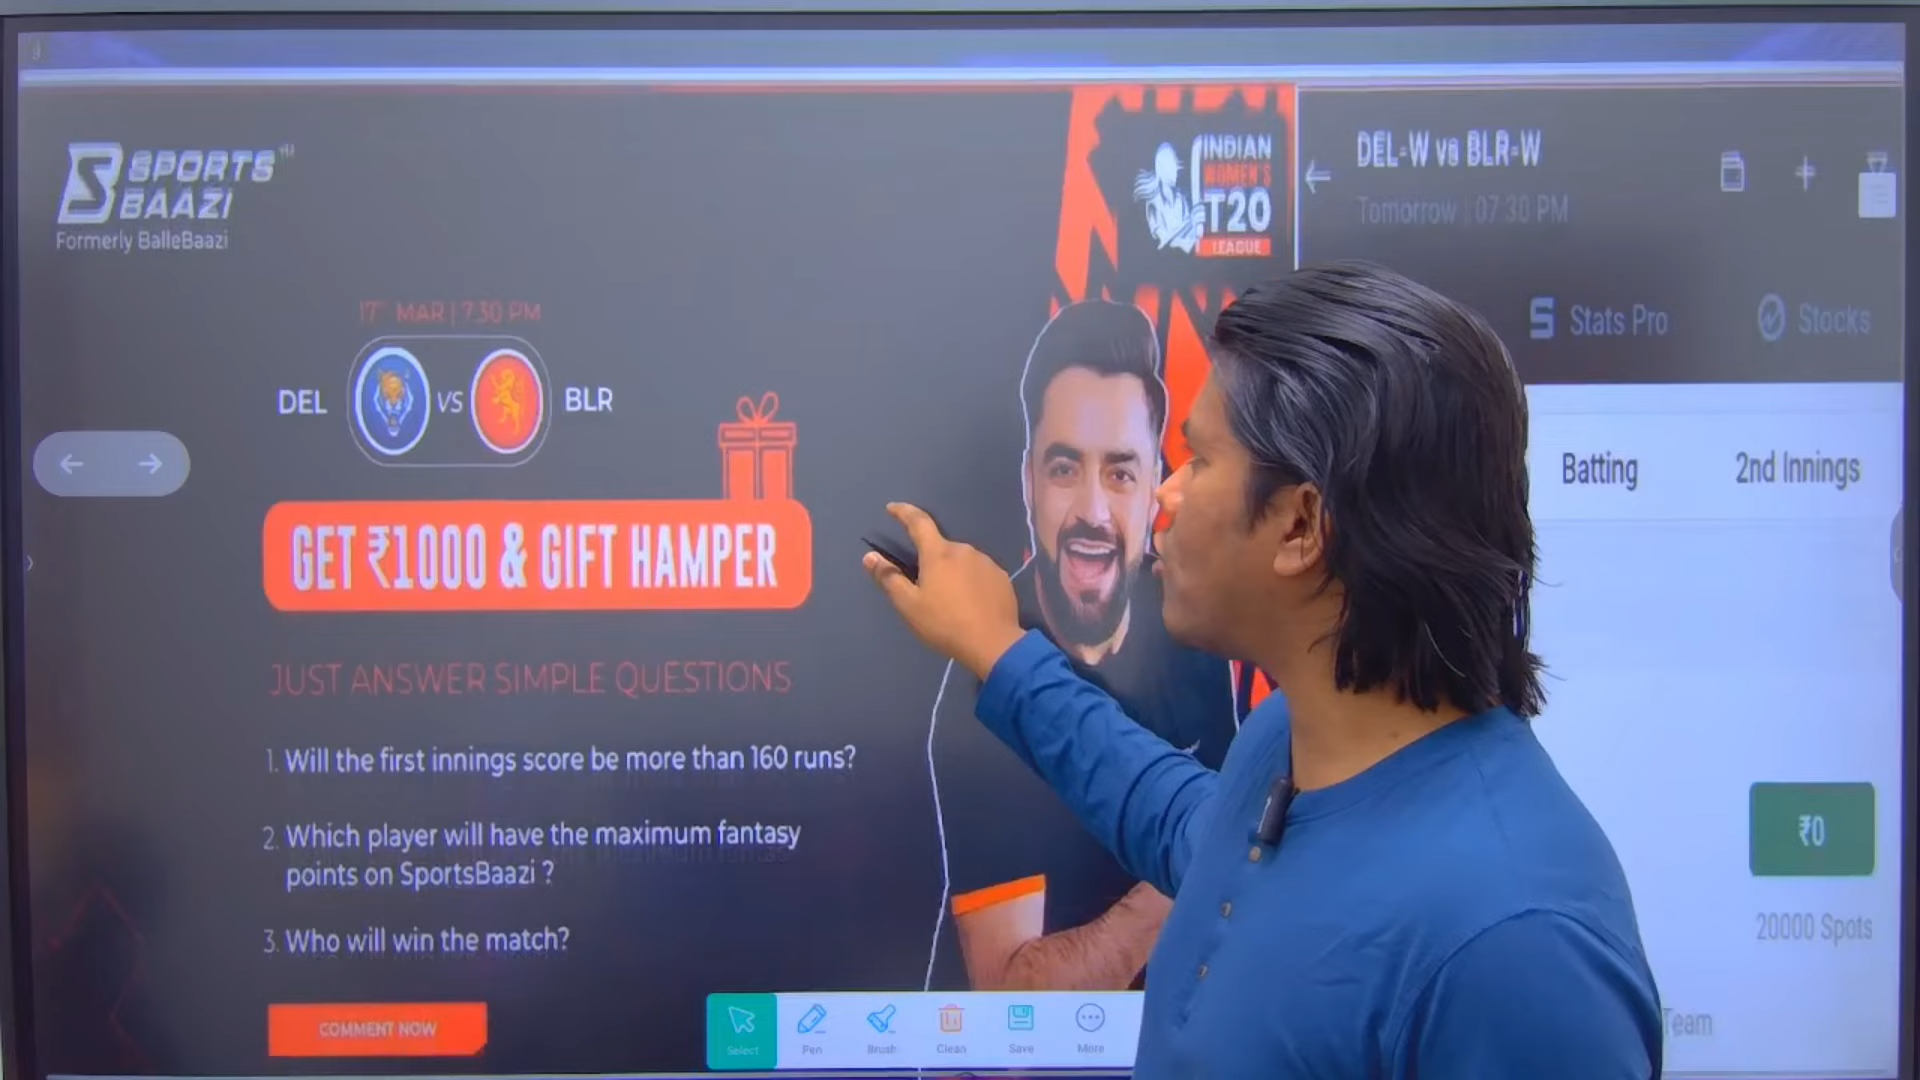 SPORTS
BAAZI
TM
Formerly BalleBaazi
INDIAN
WOMEN'S
T20
LEAGUE
DEL-W vs BLR-W
Tomorrow | 07:30 PM
Stats Pro
Stocks
17TH MAR | 7:30 PM
DEL
VS
BLR
Batting
2nd Innings
GET ₹1000 & GIFT HAMPER
JUST ANSWER SIMPLE QUESTIONS
1. Will the first innings score be more than 160 runs?
2. Which player will have the maximum fantasy
points on SportsBaazi ?
3. Who will win the match?
₹0
20000 Spots
Team
COMMENT NOW
Select
Pen
Brush
Clean
Save
More